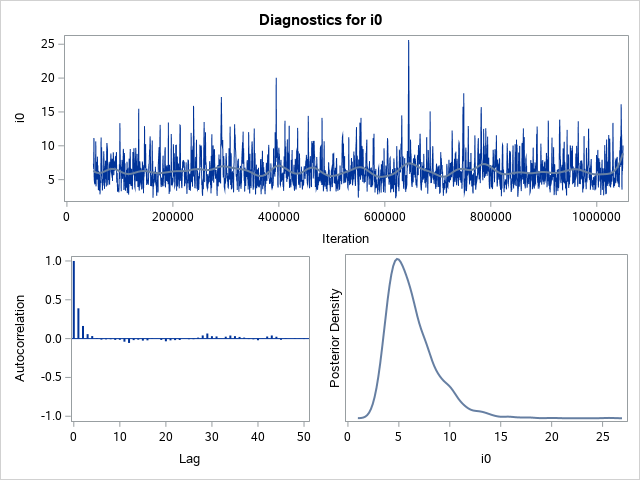 Diagnostics for i0
25
20
15
10
5
i0
0 200000 400000 600000 800000 1000000
Iteration
1.0
0.5
0.0
-0.5
-1.0
Autocorrelation
0 10 20 30 40 50
Lag
Posterior Density
0 5 10 15 20 25
i0